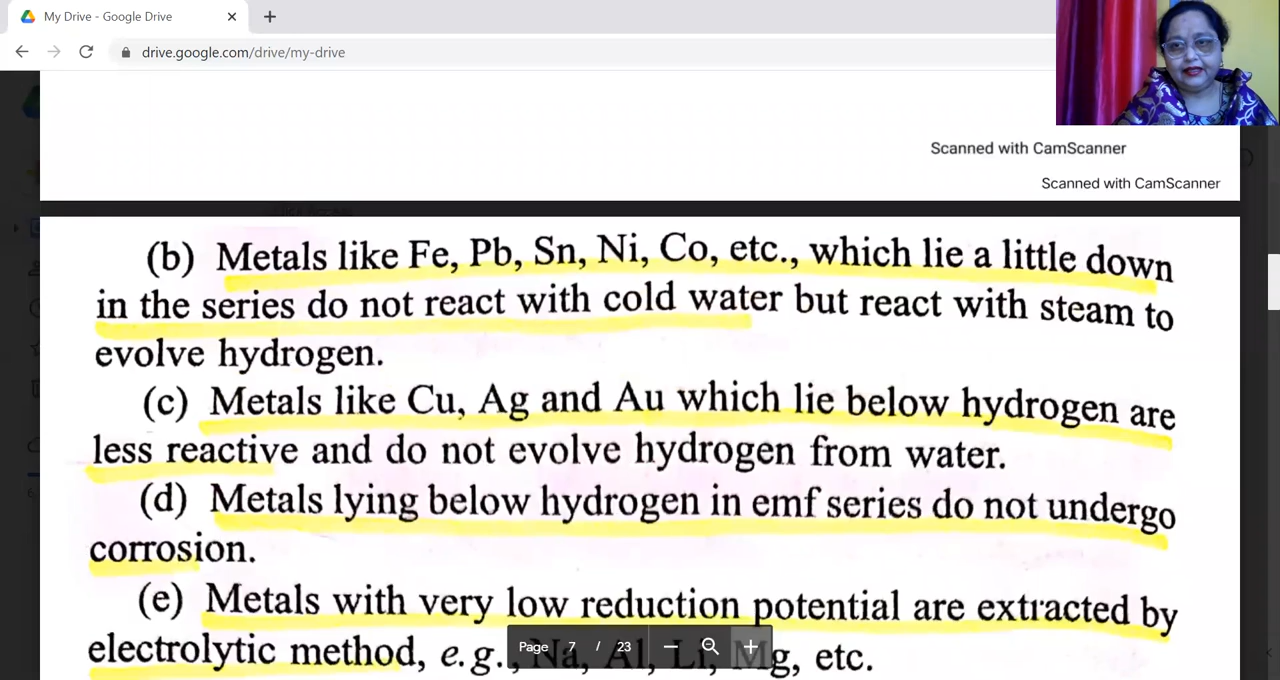 My Drive - Google Drive
drive.google.com/drive/my-drive
Scanned with CamScanner
Scanned with CamScanner
(b) Metals like Fe, Pb, Sn, Ni, Co, etc., which lie a little down
in the series do not react with cold water but react with steam to
evolve hydrogen.
(c) Metals like Cu, Ag and Au which lie below hydrogen are
less reactive and do not evolve hydrogen from water.
(d) Metals lying below hydrogen in emf series do not undergo
corrosion.
(e) Metals with very low reduction potential are extracted by
electrolytic method, e.g., Na, Al, Li, Mg, etc.
Page 7 / 23